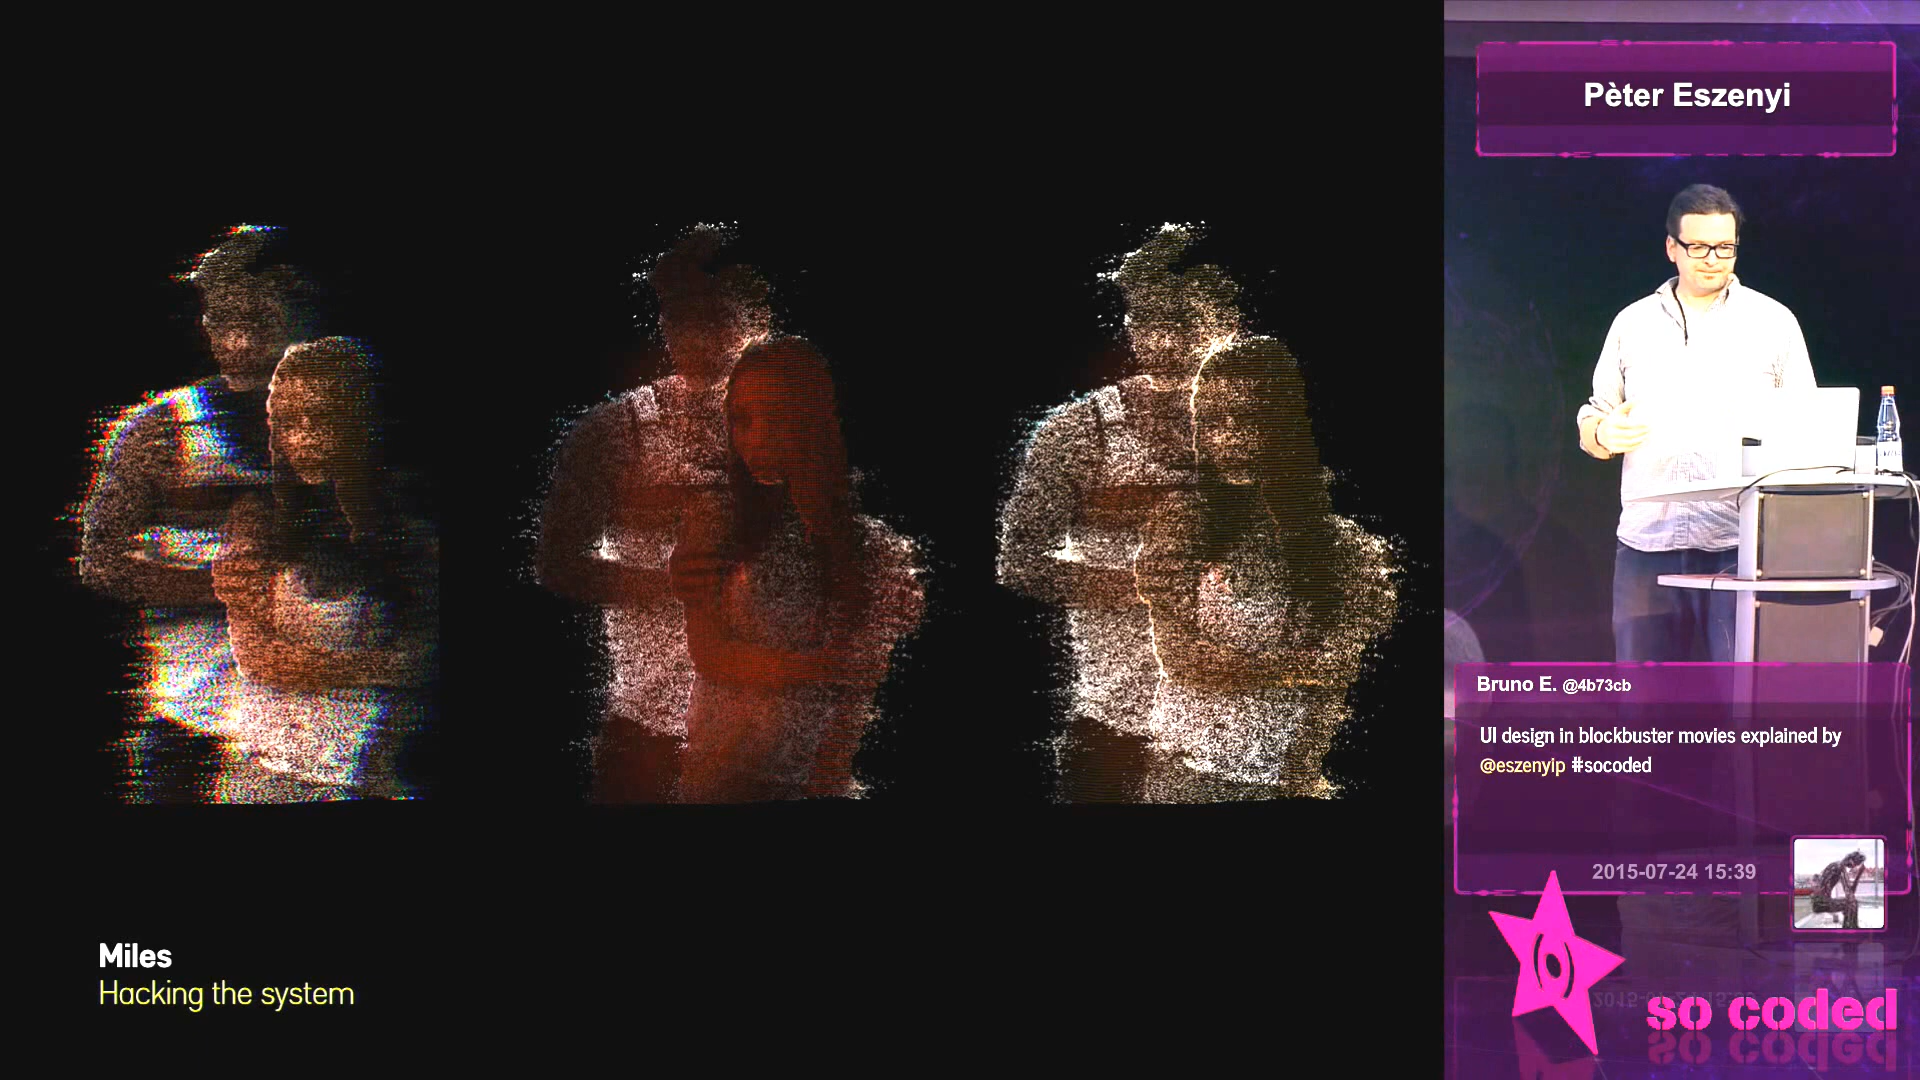 Miles
Hacking the system
Pèter Eszenyi
Bruno E. @4b73cb
UI design in blockbuster movies explained by
@eszenyip #socoded
2015-07-24 15:39
so coded